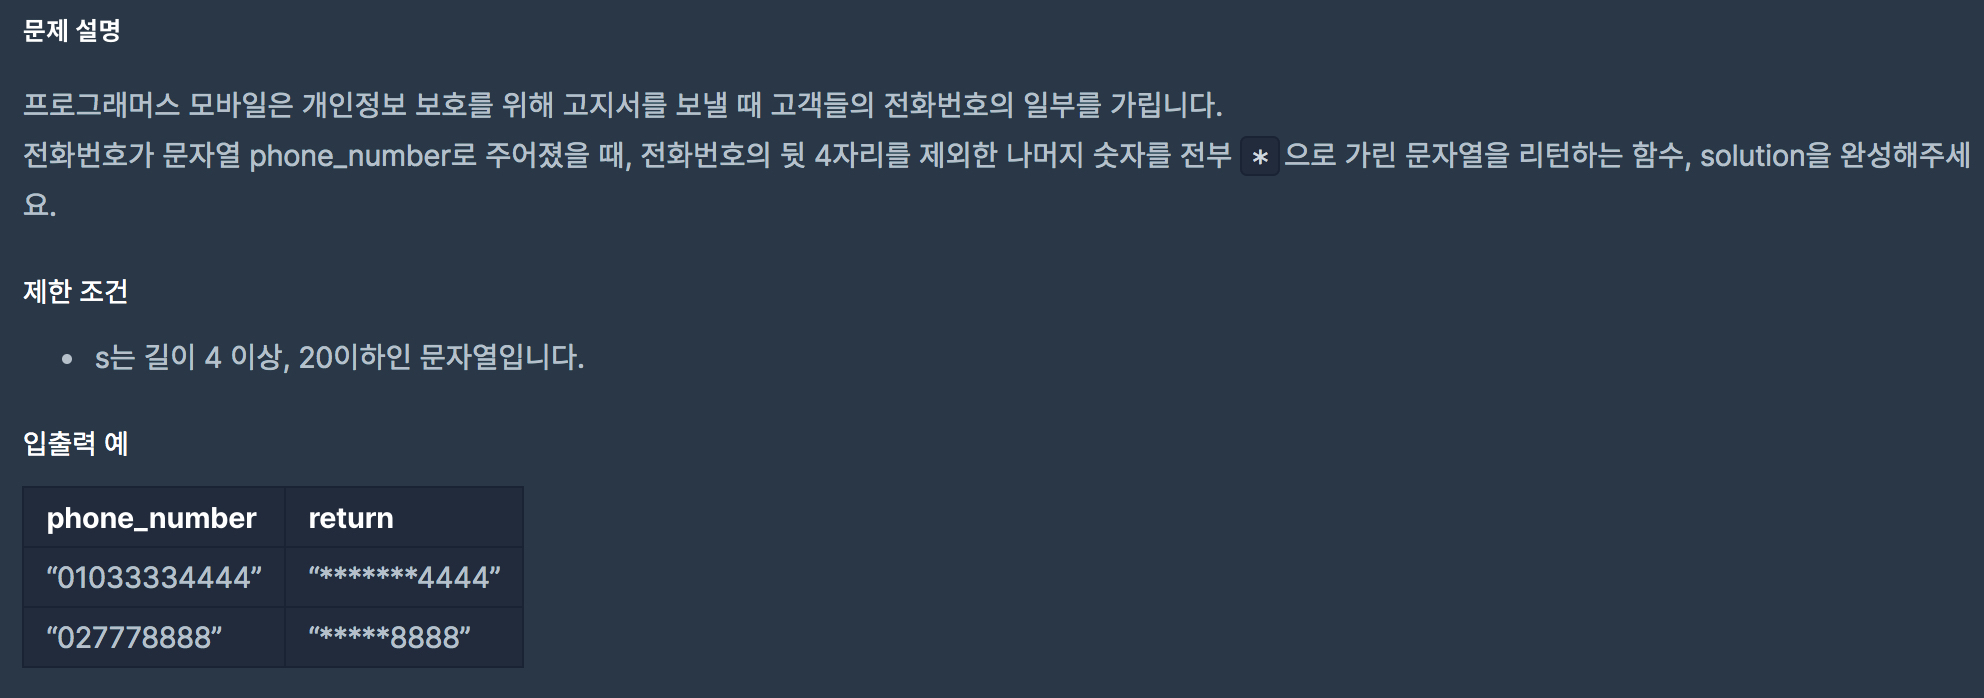 문제 설명
프로그래머스 모바일은 개인정보 보호를 위해 고지서를 보낼 때 고객들의 전화번호의 일부를 가립니다.
전화번호가 문자열 phone_number로 주어졌을 때, 전화번호의 뒷 4자리를 제외한 나머지 숫자를 전부 * 으로 가린 문자열을 리턴하는 함수, solution을 완성해주세
요.
제한 조건
• s는 길이 4 이상, 20이하인 문자열입니다.
입출력 예
phone_number return
“01033334444” “*******4444”
“027778888” “*****8888”